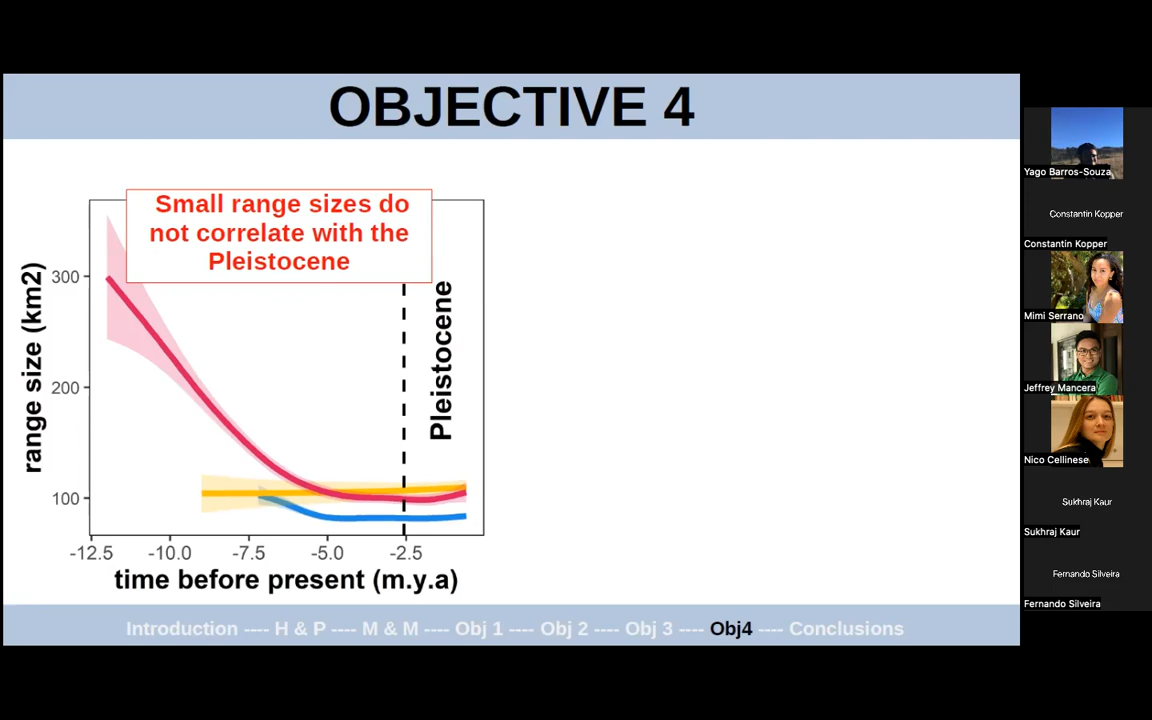 OBJECTIVE 4
Small range sizes do
not correlate with the
Pleistocene
range size (km2)
300
200
100
Pleistocene
-12.5 -10.0 -7.5 -5.0 -2.5
time before present (m.y.a)
Introduction ---- H & P ---- M & M ---- Obj 1 ---- Obj 2 ---- Obj 3 ---- Obj4 ---- Conclusions
Yago Barros-Souza
Constantin Kopper
Constantin Kopper
Mimi Serrano
Jeffrey Mancera
Nico Cellinese
Sukhraj Kaur
Sukhraj Kaur
Fernando Silveira
Fernando Silveira